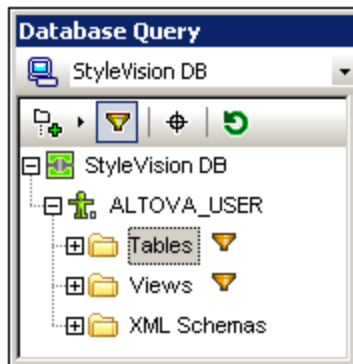 Database Query
StyleVision DB
StyleVision DB
ALTOVA_USER
Tables
Views
XML Schemas